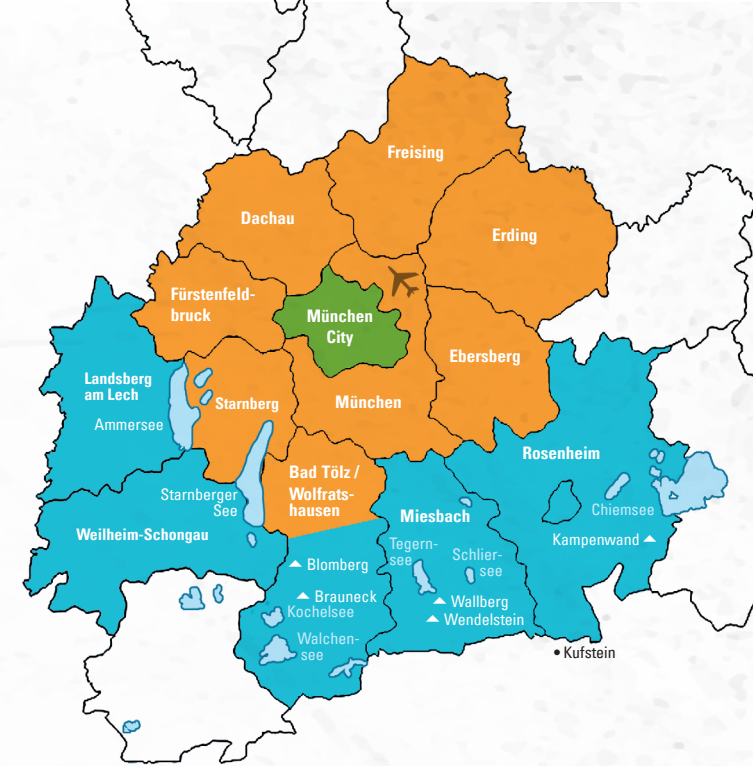 Freising
Dachau
Erding
Fürstenfeld-
bruck
München
City
Ebersberg
Landsberg
am Lech
Starnberg
München
Ammersee
Rosenheim
Bad Tölz /
Wolfrats-
hausen
Starnberger
See
Chiemsee
Miesbach
Weilheim-Schongau
Kampenwand
Tegern-
see
Schlier-
see
Blomberg
Brauneck
Kochelsee
Wallberg
Wendelstein
Walchen-
see
• Kufstein